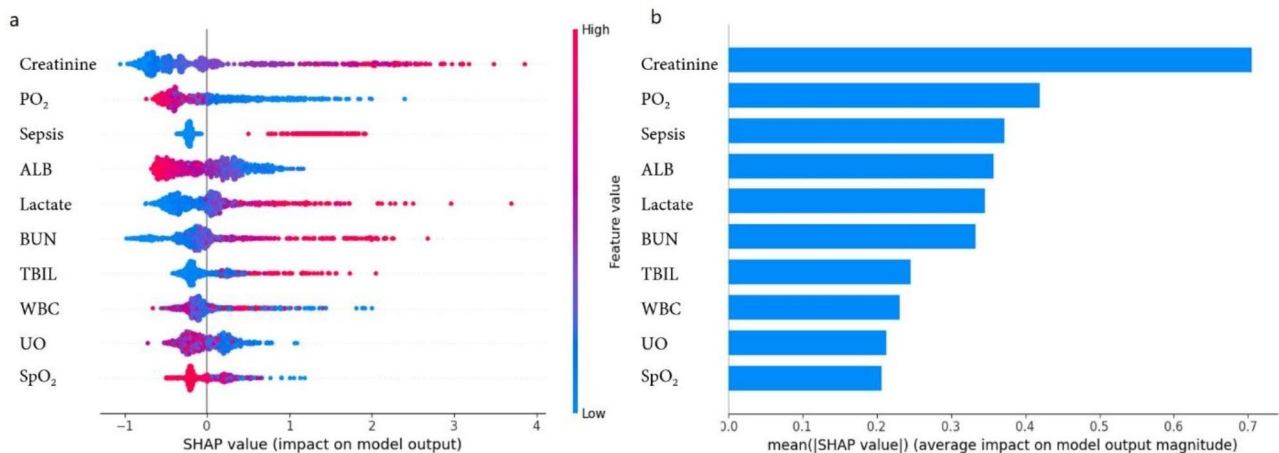 a
High
Creatinine
PO₂
Sepsis
ALB
Lactate
BUN
TBIL
WBC
UO
SpO₂
Feature value
Low
−1 0 1 2 3 4
SHAP value (impact on model output)
b
Creatinine
PO₂
Sepsis
ALB
Lactate
BUN
TBIL
WBC
UO
SpO₂
0.0 0.1 0.2 0.3 0.4 0.5 0.6 0.7
mean(|SHAP value|) (average impact on model output magnitude)